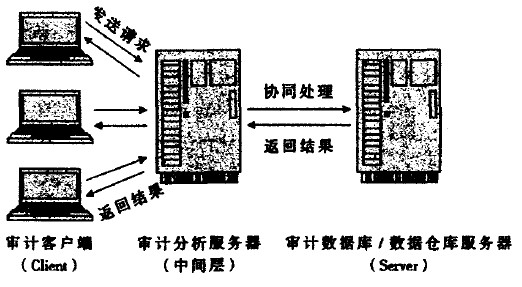 发送请求
协同处理
返回结果
返回结果
审计客户端
（Client）
审计分析服务器
（中间层）
审计数据库 / 数据仓库服务器
（Server）